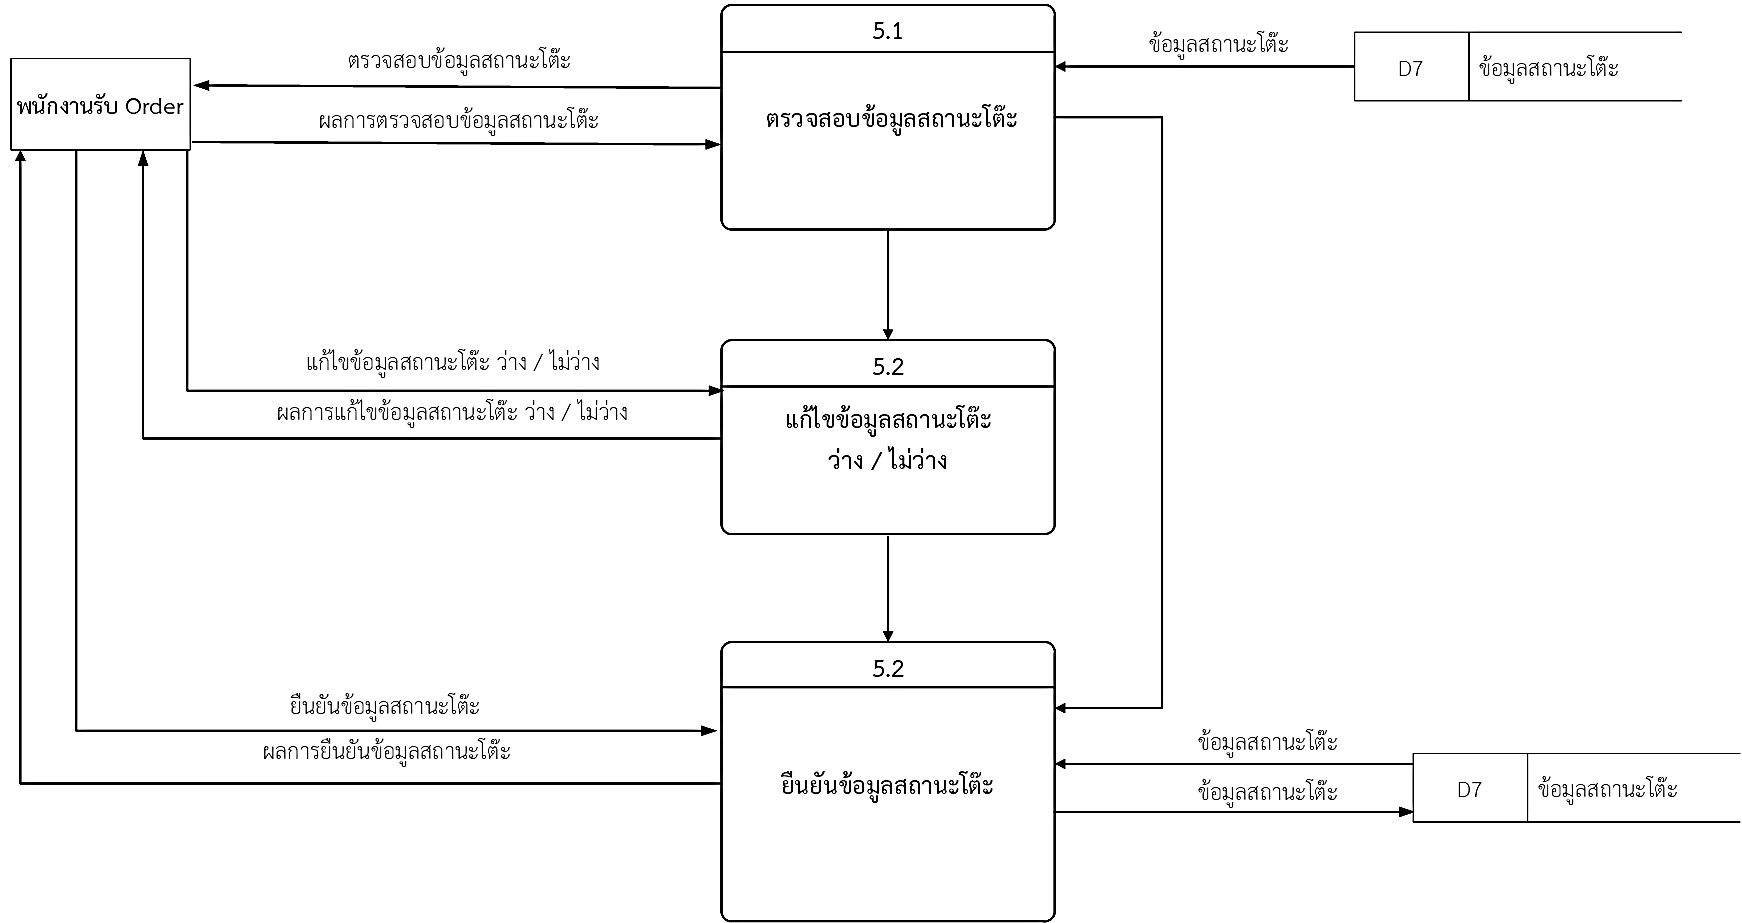 5.1
ตรวจสอบข้อมูลสถานะโต๊ะ
ข้อมูลสถานะโต๊ะ
D7
ข้อมูลสถานะโต๊ะ
พนักงานรับ Order
ตรวจสอบข้อมูลสถานะโต๊ะ
ผลการตรวจสอบข้อมูลสถานะโต๊ะ
แก้ไขข้อมูลสถานะโต๊ะ ว่าง / ไม่ว่าง
ผลการแก้ไขข้อมูลสถานะโต๊ะ ว่าง / ไม่ว่าง
5.2
แก้ไขข้อมูลสถานะโต๊ะ
ว่าง / ไม่ว่าง
5.2
ยืนยันข้อมูลสถานะโต๊ะ
ยืนยันข้อมูลสถานะโต๊ะ
ผลการยืนยันข้อมูลสถานะโต๊ะ
ข้อมูลสถานะโต๊ะ
ข้อมูลสถานะโต๊ะ
D7
ข้อมูลสถานะโต๊ะ